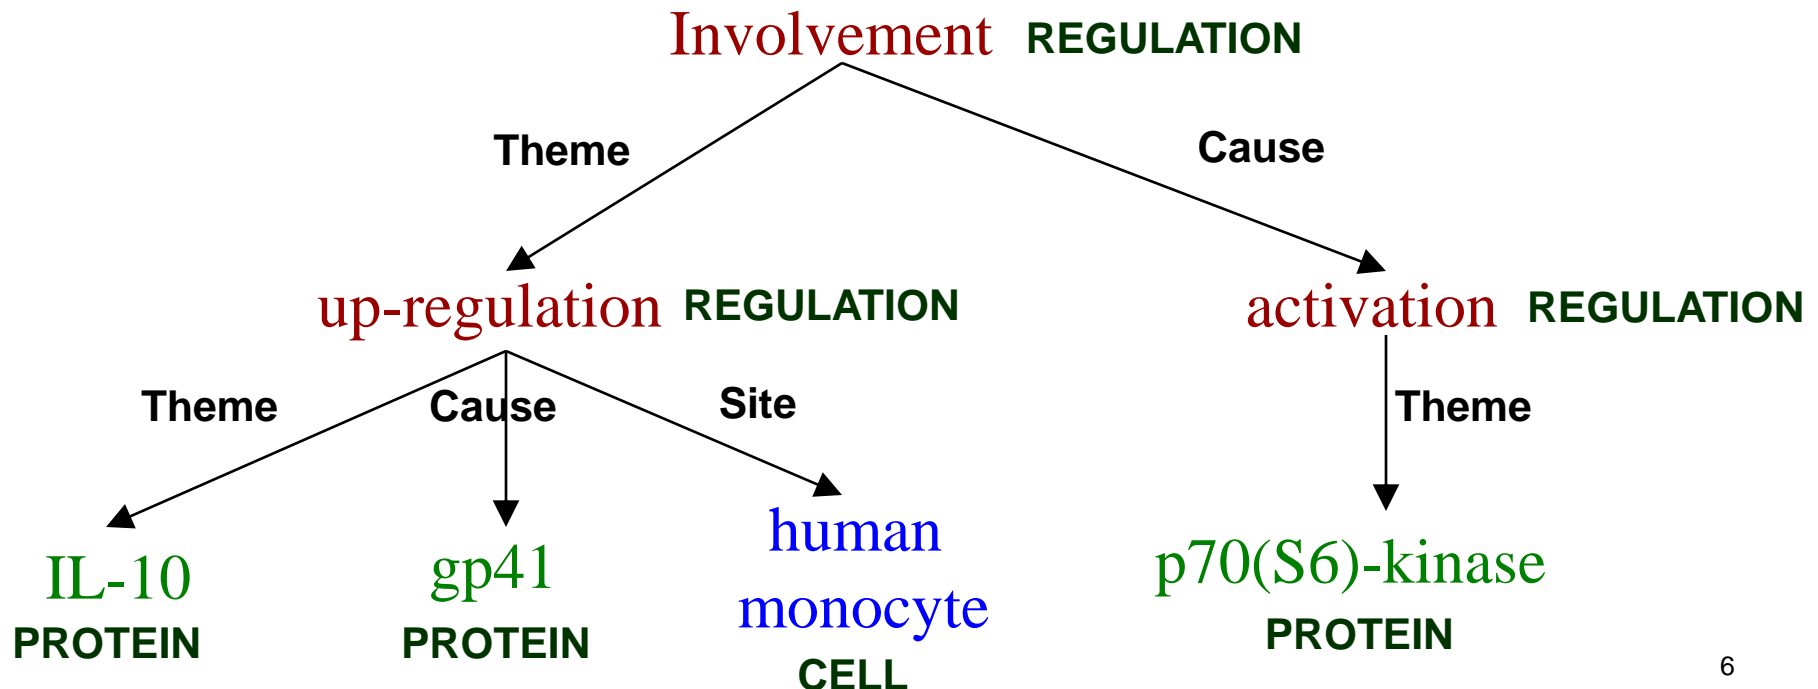 Involvement REGULATION
Theme
Cause
up-regulation REGULATION
activation REGULATION
Theme
Cause
Site
Theme
IL-10
PROTEIN
gp41
PROTEIN
human
monocyte
CELL
p70(S6)-kinase
PROTEIN
6